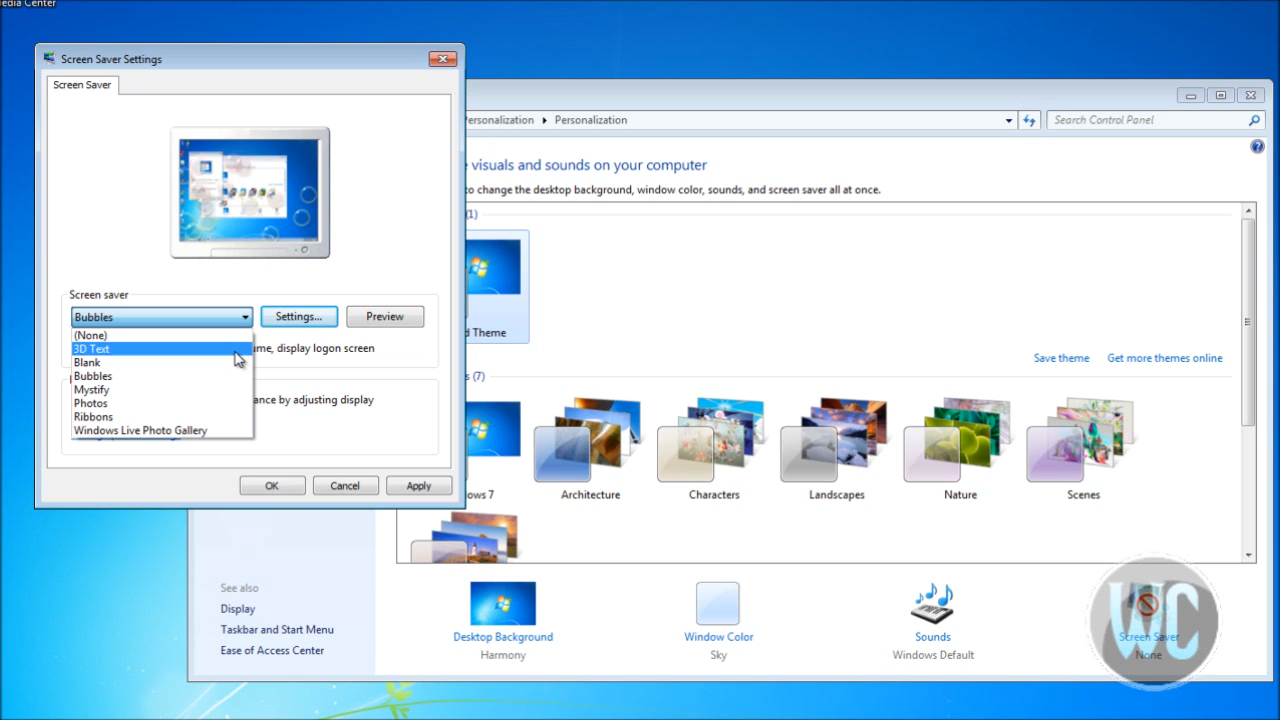 edia Center
Screen Saver Settings
Screen Saver
Personalization
Personalization
Search Control Panel
visuals and sounds on your computer
to change the desktop background, window color, sounds, and screen saver all at once.
(1)
d Theme
Save theme
Get more themes online
Screen saver
Bubbles
Settings...
Preview
(None)
3D Text
Blank
Bubbles
Mystify
Photos
Ribbons
Windows Live Photo Gallery
ume, display logon screen
ance by adjusting display
OK
Cancel
Apply
s (7)
ows 7
Architecture
Characters
Landscapes
Nature
Scenes
See also
Display
Taskbar and Start Menu
Ease of Access Center
Desktop Background
Harmony
Window Color
Sky
Sounds
Windows Default
Screen Saver
None
WC